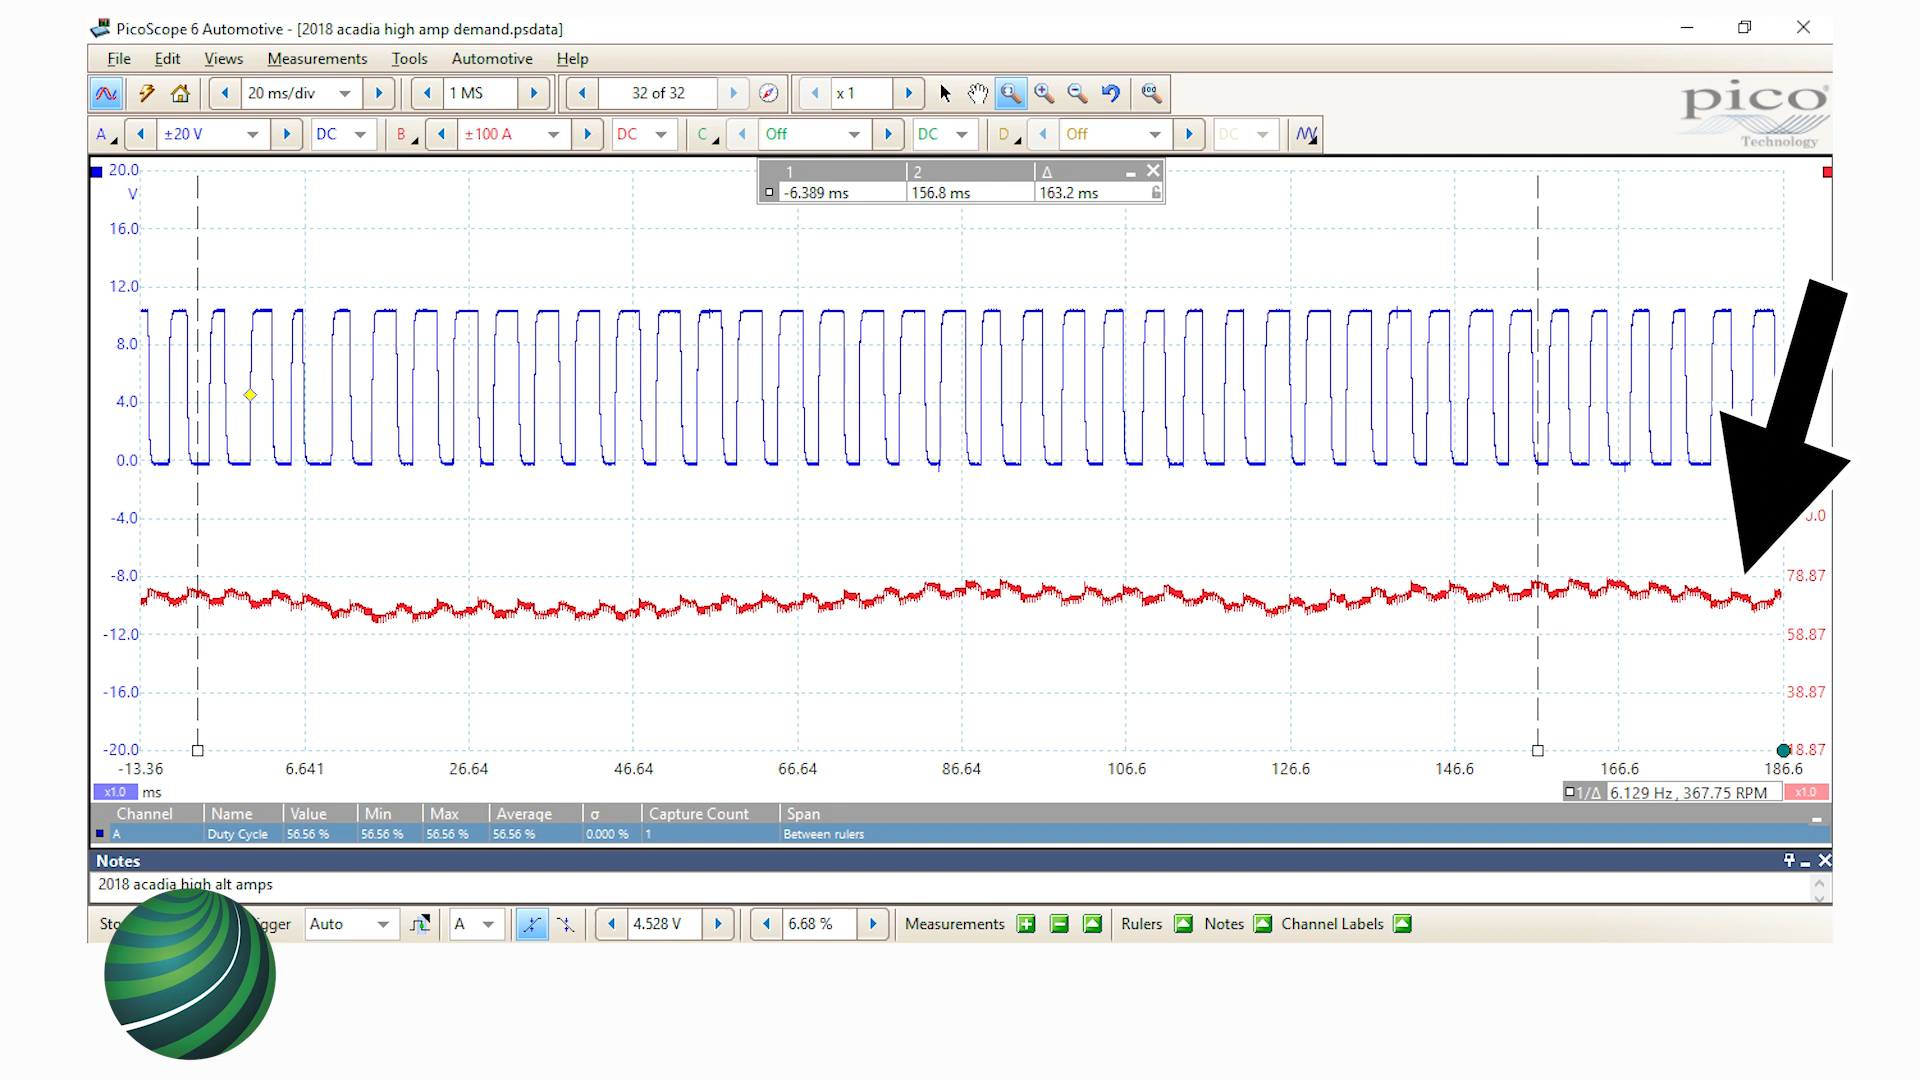 PicoScope 6 Automotive - [2018 acadia high amp demand.psdata]
File Edit Views Measurements Tools Automotive Help
20 ms/div 1 MS 32 of 32 x 1
pico
Technology
A ±20 V DC B ±100 A DC C Off DC D Off DC
20.0
V
16.0
12.0
8.0
4.0
0.0
-4.0
-8.0
-12.0
-16.0
-20.0
1 2 Δ
-6.389 ms 156.8 ms 163.2 ms
78.87
58.87
38.87
18.87
-13.36 6.641 26.64 46.64 66.64 86.64 106.6 126.6 146.6 166.6 186.6
x1.0 ms 1/Δ 6.129 Hz, 367.75 RPM x1.0
Channel Name Value Min Max Average σ Capture Count Span
A Duty Cycle 56.56 % 56.56 % 56.56 % 56.56 % 0.000 % 1 Between rulers
Notes
2018 acadia high alt amps
Auto A 4.528 V 6.68 % Measurements Rulers Notes Channel Labels